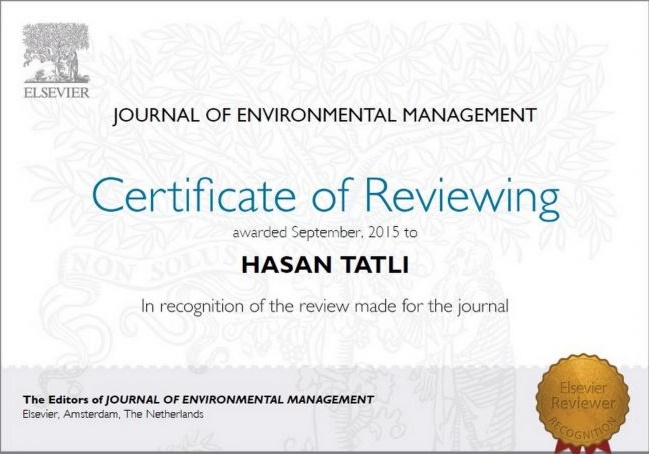 ELSEVIER
JOURNAL OF ENVIRONMENTAL MANAGEMENT
Certificate of Reviewing
awarded September, 2015 to
HASAN TATLI
NON SOLUS
In recognition of the review made for the journal
The Editors of JOURNAL OF ENVIRONMENTAL MANAGEMENT
Elsevier, Amsterdam, The Netherlands
Elsevier
Reviewer
RECOGNITION